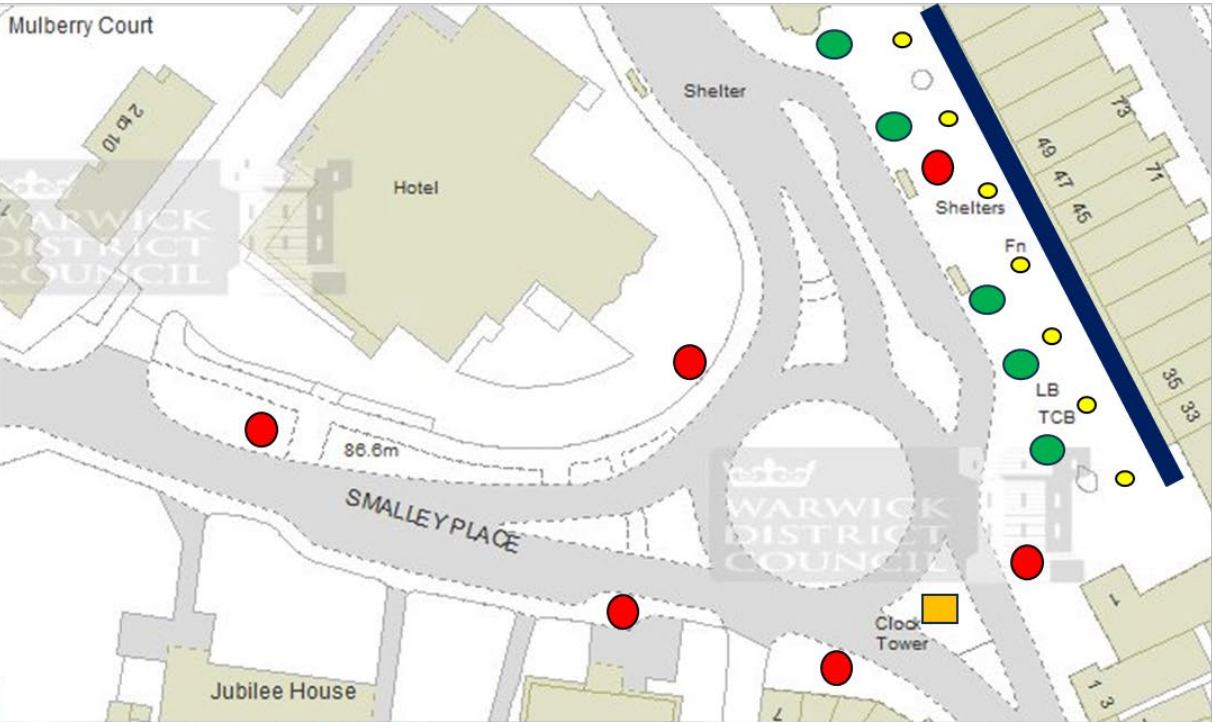 Mulberry Court
Shelter
73
2 to 10
49
71
47
Hotel
45
WARWICK
DISTRICT
COUNCIL
Shelters
Fn
35
LB
33
TCB
86.6m
SMALLEY PLACE
WARWICK
DISTRICT
COUNCIL
1
Clock
Tower
Jubilee House
1
3
7